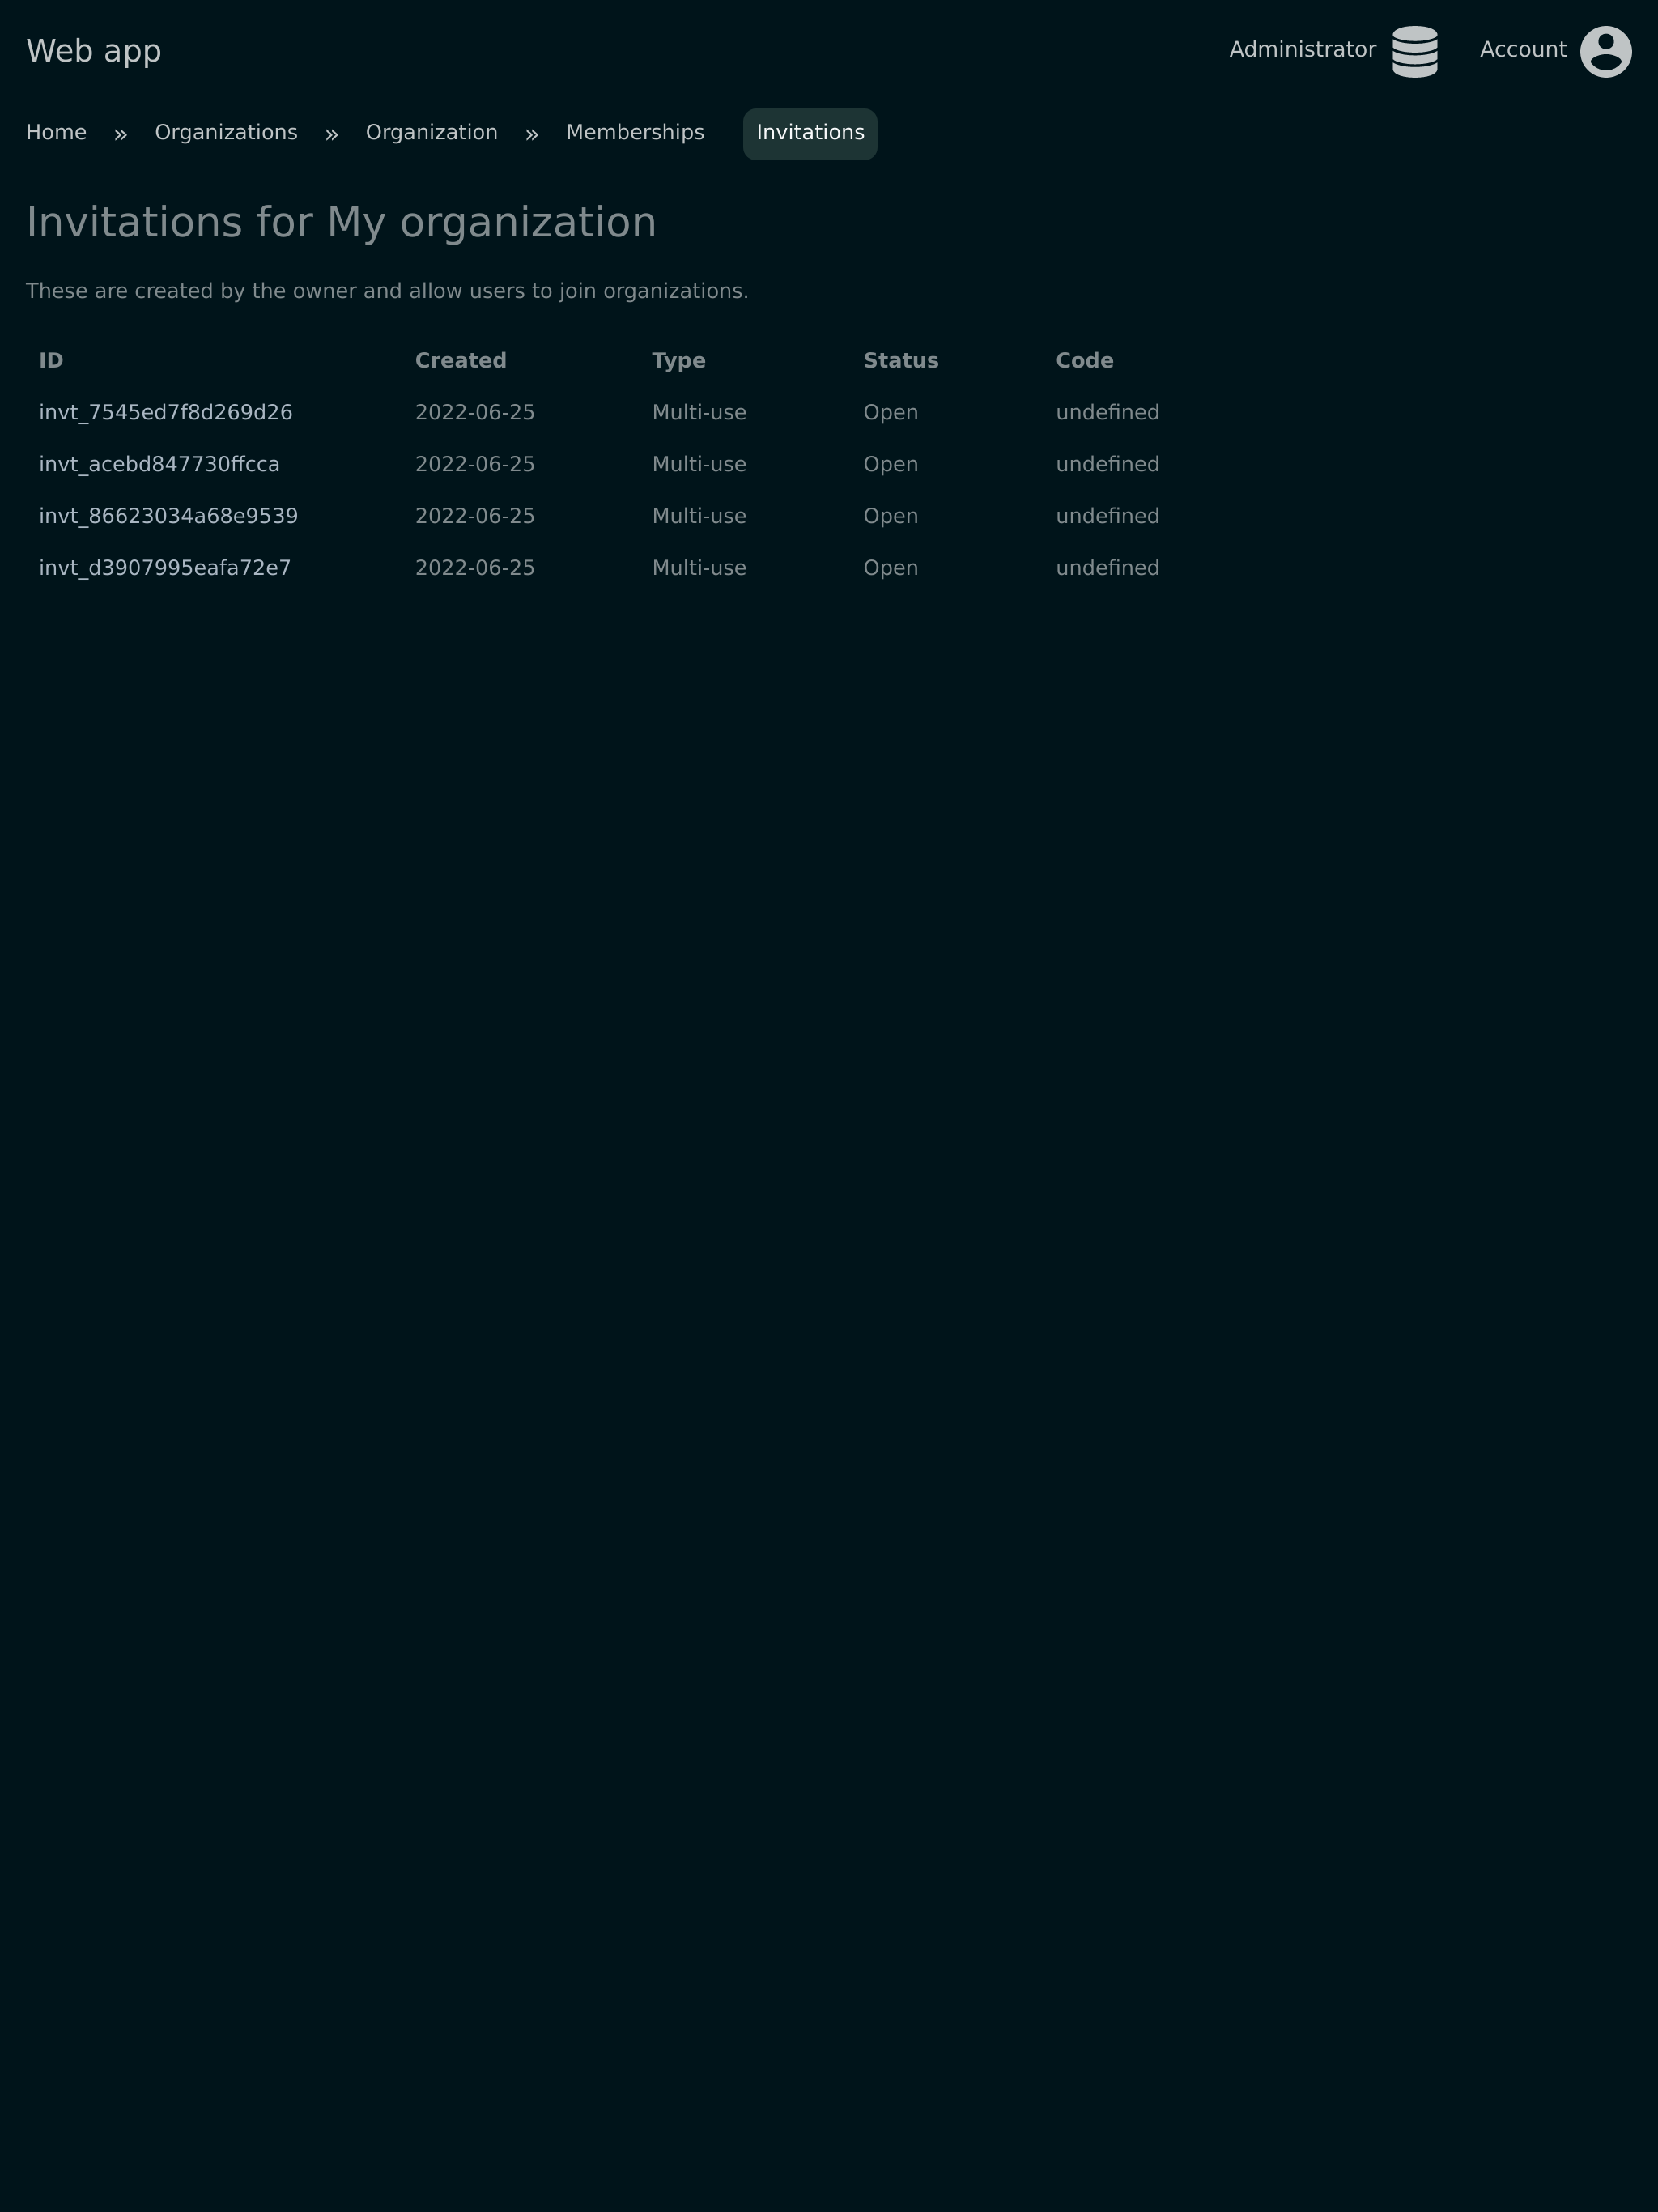 Web app
Administrator
Account
Home » Organizations » Organization » Memberships Invitations
Invitations for My organization
These are created by the owner and allow users to join organizations.
ID Created Type Status Code
invt_7545ed7f8d269d26 2022-06-25 Multi-use Open undefined
invt_acebd847730ffcca 2022-06-25 Multi-use Open undefined
invt_86623034a68e9539 2022-06-25 Multi-use Open undefined
invt_d3907995eafa72e7 2022-06-25 Multi-use Open undefined